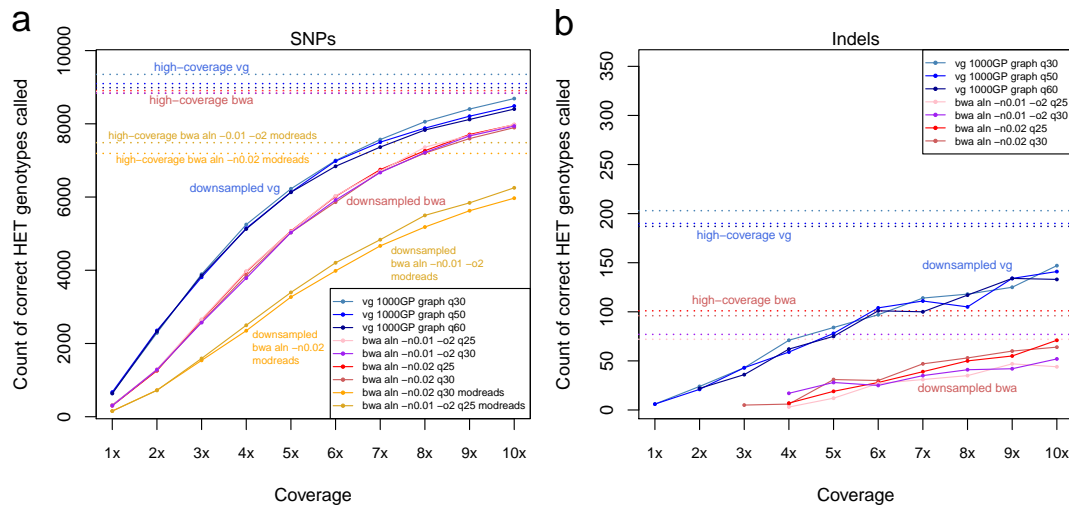 a
SNPs
Count of correct HET genotypes called
0
2000
4000
6000
8000
10000
high−coverage vg
high−coverage bwa
high−coverage bwa aln −0.01 −o2 modreads
high−coverage bwa aln −n0.02 modreads
downsampled vg
downsampled bwa
downsampled
bwa aln −n0.01 −o2
modreads
downsampled
bwa aln −n0.02
modreads
vg 1000GP graph q30
vg 1000GP graph q50
vg 1000GP graph q60
bwa aln −n0.01 −o2 q25
bwa aln −n0.01 −o2 q30
bwa aln −n0.02 q25
bwa aln −n0.02 q30
bwa aln −n0.02 q30 modreads
bwa aln −n0.01 −o2 q25 modreads
1x 2x 3x 4x 5x 6x 7x 8x 9x 10x
Coverage
b
Indels
Count of correct HET genotypes called
0
50
100
150
200
250
300
350
vg 1000GP graph q30
vg 1000GP graph q50
vg 1000GP graph q60
bwa aln −n0.01 −o2 q25
bwa aln −n0.01 −o2 q30
bwa aln −n0.02 q25
bwa aln −n0.02 q30
high−coverage vg
downsampled vg
high−coverage bwa
downsampled bwa
1x 2x 3x 4x 5x 6x 7x 8x 9x 10x
Coverage